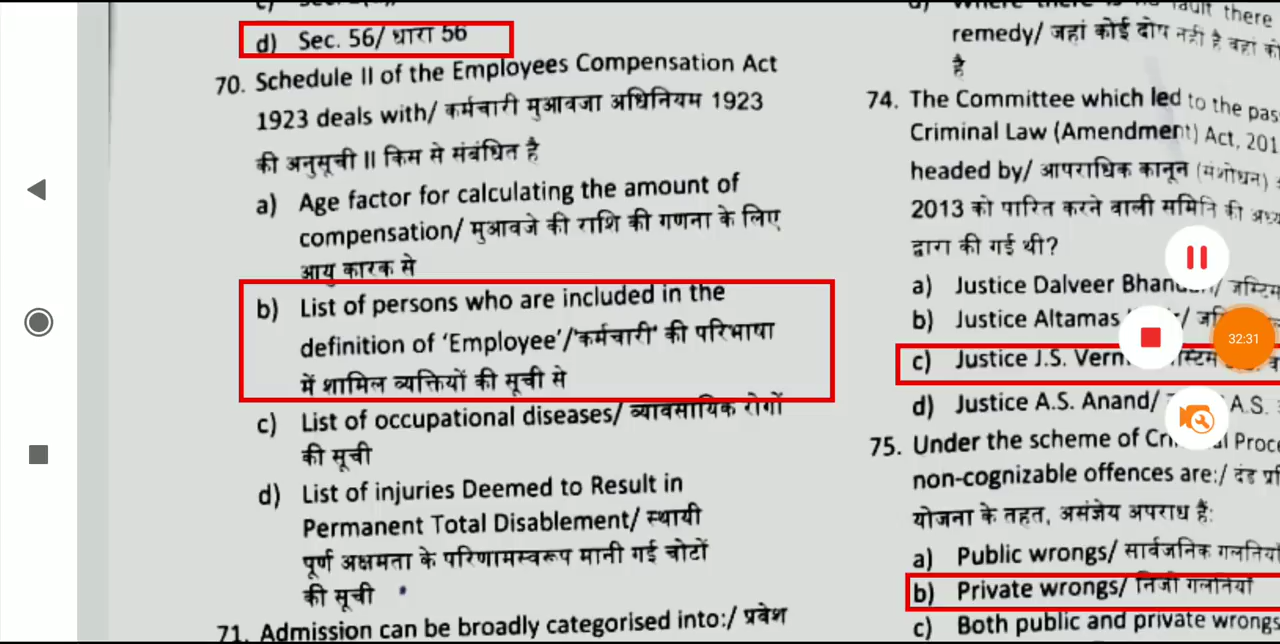 d) Sec. 56/ धारा 56
70. Schedule II of the Employees Compensation Act
1923 deals with/ कर्मचारी मुआवजा अधिनियम 1923
की अनुसूची II किस से संबंधित है
a) Age factor for calculating the amount of
compensation/ मुआवजे की राशि की गणना के लिए
आयु कारक से
b) List of persons who are included in the
definition of ‘Employee’/‘कर्मचारी’ की परिभाषा
में शामिल व्यक्तियों की सूची से
c) List of occupational diseases/ व्यावसायिक रोगों
की सूची
d) List of injuries Deemed to Result in
Permanent Total Disablement/ स्थायी
पूर्ण अक्षमता के परिणामस्वरूप मानी गई चोटों
की सूची
71. Admission can be broadly categorised into:/ प्रवेश
fault there
remedy/ जहां कोई दोष नहीं है वहां
है
74. The Committee which led to the
Criminal Law (Amendment) Act,
headed by/ आपराधिक कानून (संशोधन)
2013 को पारित करने वाली समिति की
द्वारा की गई थी?
a) Justice Dalveer
b) Justice Altamas
c) Justice J.S.
d) Justice A.S. Anand/ A.S.
75. Under the scheme of
non-cognizable offences are:/ दंड
योजना के तहत, असंज्ञेय अपराध हैं:
a) Public wrongs/ सार्वजनिक
b) Private wrongs/ निजी गलतियाँ
c) Both public and private wrongs
32:31